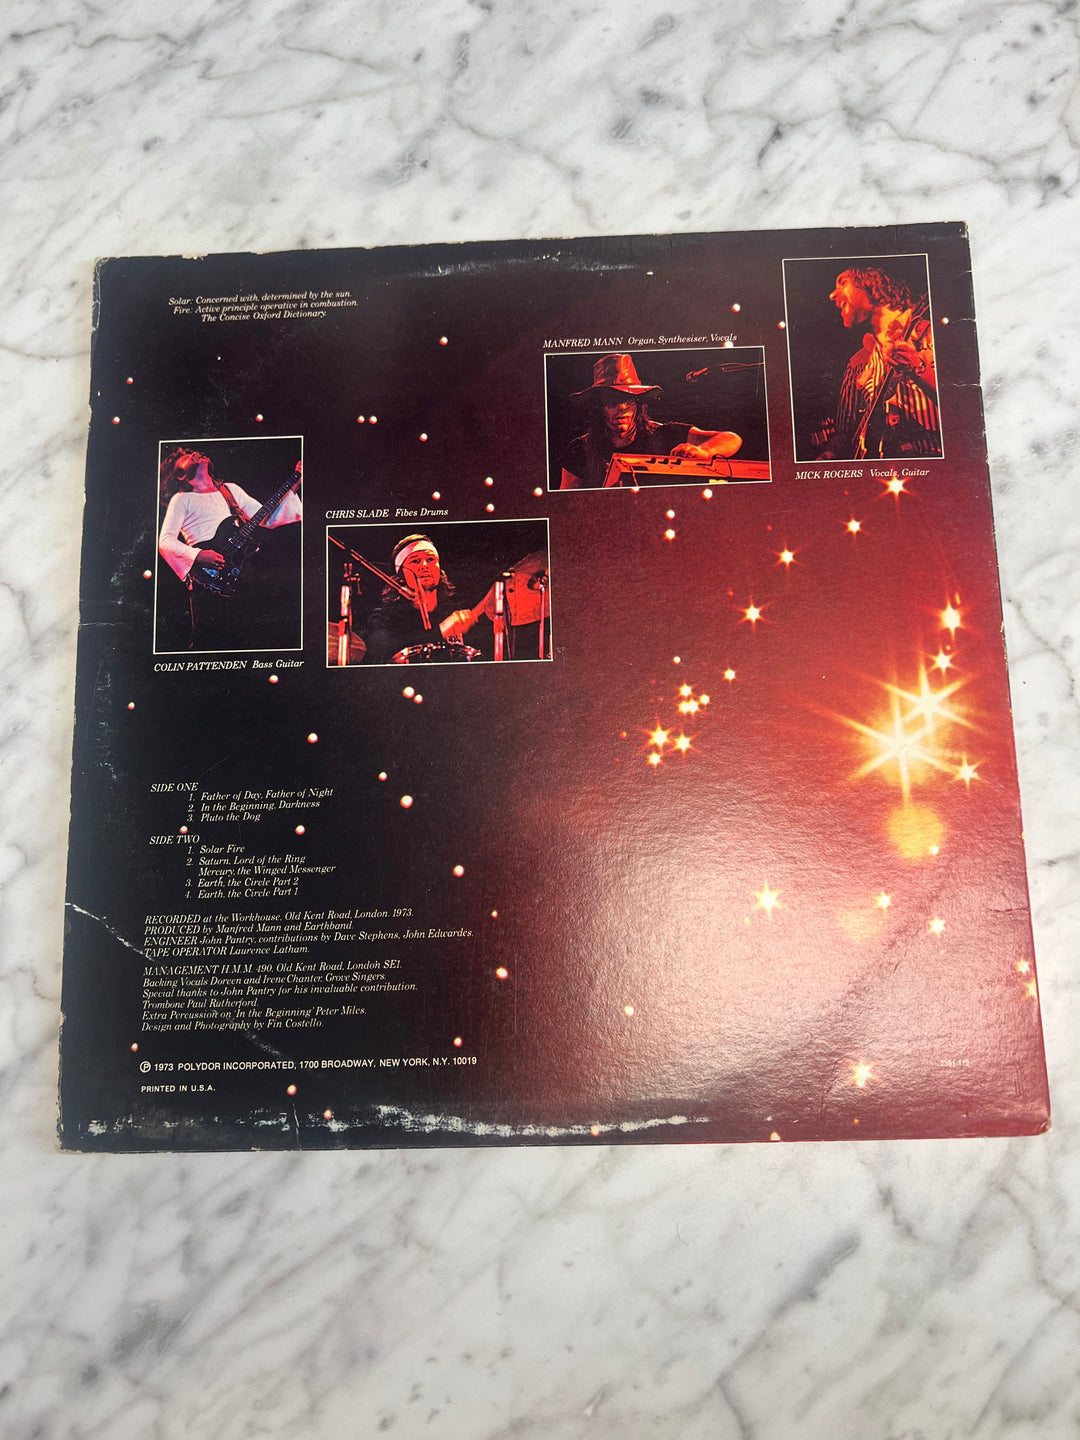 Solar: Concerned with, determined by the sun.
Fire: Active principle operative in combustion.
The Concise Oxford Dictionary.
MANFRED MANN Organ, Synthesiser, Vocals
MICK ROGERS Vocals, Guitar
CHRIS SLADE Fibes Drums
COLIN PATTENDEN Bass Guitar
SIDE ONE
1. Father of Day, Father of Night
2. In the Beginning, Darkness
3. Pluto the Dog
SIDE TWO
1. Solar Fire
2. Saturn, Lord of the Ring
Mercury, the Winged Messenger
3. Earth, the Circle Part 2
4. Earth, the Circle Part 1
RECORDED at the Workhouse, Old Kent Road, London. 1973.
PRODUCED by Manfred Mann and Earthband.
ENGINEER John Pantry, contributions by Dave Stephens, John Edwardes.
TAPE OPERATOR Laurence Latham.
MANAGEMENT H.M.M. 490, Old Kent Road, London SE1.
Backing Vocals Doreen and Irene Chanter, Grove Singers.
Special thanks to John Pantry for his invaluable contribution.
Trombone Paul Rutherford.
Extra Percussion on 'In the Beginning' Peter Miles.
Design and Photography by Fin Costello.
Ⓟ 1973 POLYDOR INCORPORATED, 1700 BROADWAY, NEW YORK, N.Y. 10019
PRINTED IN U.S.A.